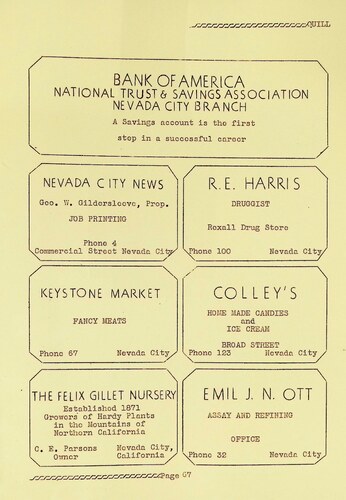 QUILL
BANK OF AMERICA
NATIONAL TRUST & SAVINGS ASSOCIATION
NEVADA CITY BRANCH
A Savings account is the first
step in a successful career
NEVADA CITY NEWS
Geo. W. Gildersleeve, Prop.
JOB PRINTING
Phone 4
Commercial Street Nevada City
R.E. HARRIS
DRUGGIST
Rexall Drug Store
Phone 100 Nevada City
KEYSTONE MARKET
FANCY MEATS
Phone 67 Nevada City
COLLEY'S
HOME MADE CANDIES
and
ICE CREAM
BROAD STREET
Phone 123 Nevada City
THE FELIX GILLET NURSERY
Established 1871
Growers of Hardy Plants
in the Mountains of
Northern California
C. E. Parsons Nevada City,
Owner California
EMIL J. N. OTT
ASSAY AND REFINING
OFFICE
Phone 32 Nevada City
Page 67